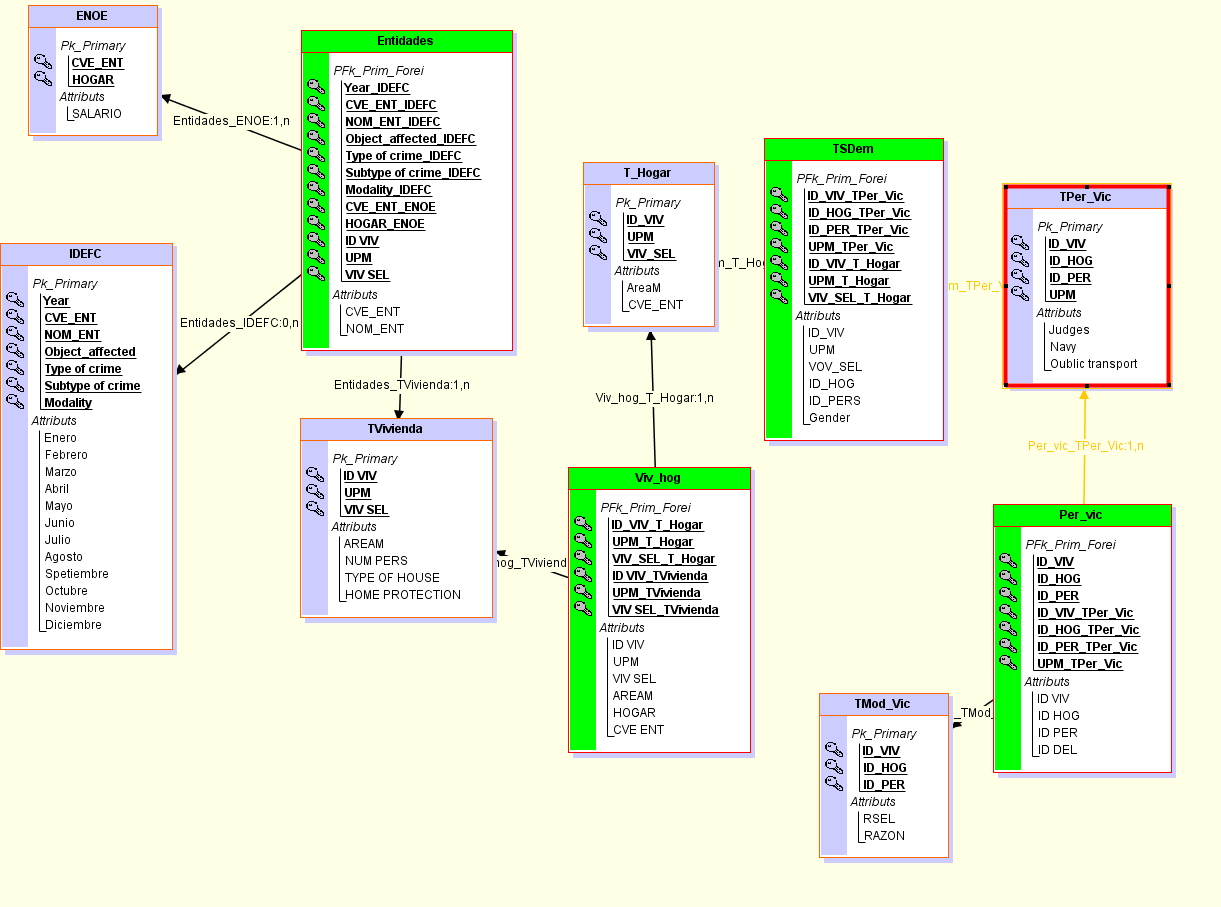 ENOE
Pk_Primary
CVE_ENT
HOGAR
Attributs
SALARIO
Entidades_ENOE:1,n
Entidades
PFk_Prim_Forei
Year_IDEFC
CVE_ENT_IDEFC
NOM_ENT_IDEFC
Object_affected_IDEFC
Type of crime_IDEFC
Subtype of crime_IDEFC
Modality_IDEFC
CVE_ENT_ENOE
HOGAR_ENOE
ID VIV
UPM
VIV SEL
Attributs
CVE_ENT
NOM_ENT
IDEFC
Pk_Primary
Year
CVE_ENT
NOM_ENT
Object_affected
Type of crime
Subtype of crime
Modality
Attributs
Enero
Febrero
Marzo
Abril
Mayo
Junio
Julio
Agosto
Spetiembre
Octubre
Noviembre
Diciembre
Entidades_IDEFC:0,n
Entidades_TVivienda:1,n
TVivienda
Pk_Primary
ID VIV
UPM
VIV SEL
Attributs
AREAM
NUM PERS
TYPE OF HOUSE
HOME PROTECTION
T_Hogar
Pk_Primary
ID_VIV
UPM
VIV_SEL
Attributs
AreaM
CVE_ENT
m_T_Hog
Viv_hog_T_Hogar:1,n
hog_TViviend
Viv_hog
PFk_Prim_Forei
ID_VIV_T_Hogar
UPM_T_Hogar
VIV_SEL_T_Hogar
ID VIV_TVivienda
UPM_TVivienda
VIV SEL_TVivienda
Attributs
ID VIV
UPM
VIV SEL
AREAM
HOGAR
CVE ENT
TSDem
PFk_Prim_Forei
ID_VIV_TPer_Vic
ID_HOG_TPer_Vic
ID_PER_TPer_Vic
UPM_TPer_Vic
ID_VIV_T_Hogar
UPM_T_Hogar
VIV_SEL_T_Hogar
Attributs
ID_VIV
UPM
VOV_SEL
ID_HOG
ID_PERS
Gender
m_TPer_V
TPer_Vic
Pk_Primary
ID_VIV
ID_HOG
ID_PER
UPM
Attributs
Judges
Navy
Oublic transport
Per_vic_TPer_Vic:1,n
Per_vic
PFk_Prim_Forei
ID_VIV
ID_HOG
ID_PER
ID_VIV_TPer_Vic
ID_HOG_TPer_Vic
ID_PER_TPer_Vic
UPM_TPer_Vic
Attributs
ID VIV
ID HOG
ID PER
ID DEL
_TMod_
TMod_Vic
Pk_Primary
ID_VIV
ID_HOG
ID_PER
Attributs
RSEL
RAZON